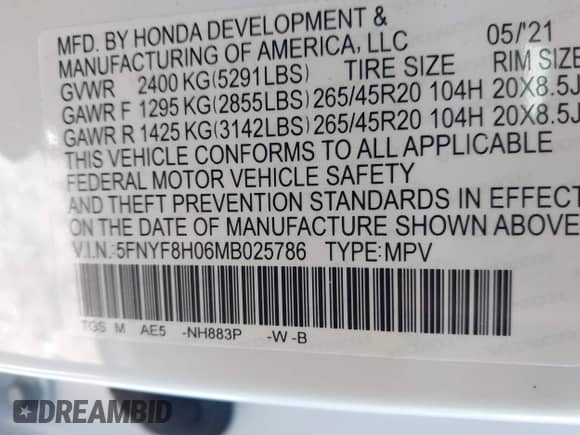 MFD. BY HONDA DEVELOPMENT &
MANUFACTURING OF AMERICA, LLC 05/'21
GVWR 2400 KG(5291LBS) TIRE SIZE RIM SIZE
GAWR F 1295 KG(2855LBS) 265/45R20 104H 20X8.5J
GAWR R 1425 KG(3142LBS) 265/45R20 104H 20X8.5J
THIS VEHICLE CONFORMS TO ALL APPLICABLE
FEDERAL MOTOR VEHICLE SAFETY
AND THEFT PREVENTION STANDARDS IN EFFECT
ON THE DATE OF MANUFACTURE SHOWN ABOVE.
V.I.N.:5FNYF8H06MB025786 TYPE:MPV
TGS M AE5 -NH883P -W -B
DREAMBID